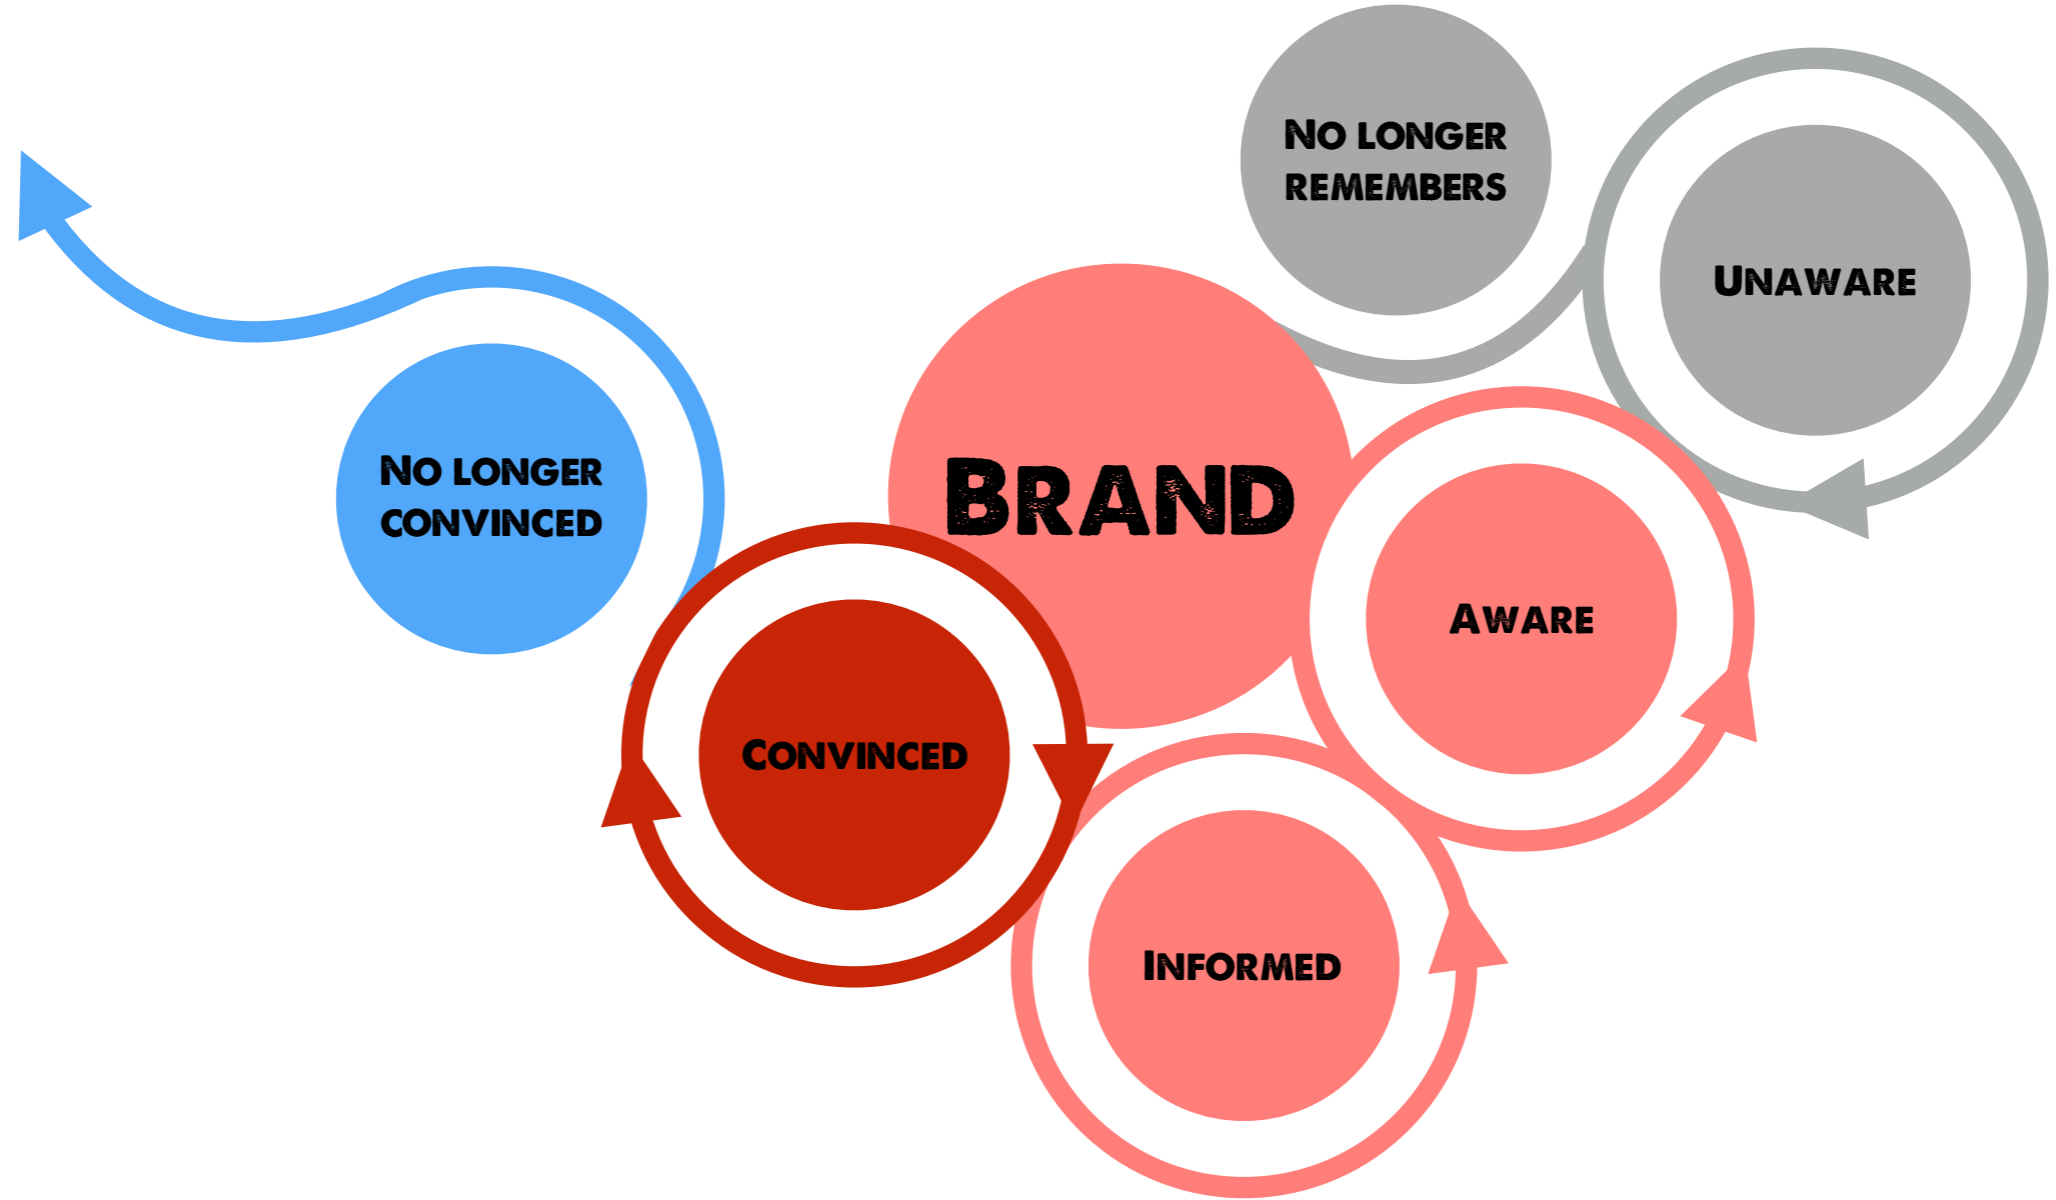 No longer
remembers
Unaware
Brand
No longer
convinced
Aware
Convinced
Informed